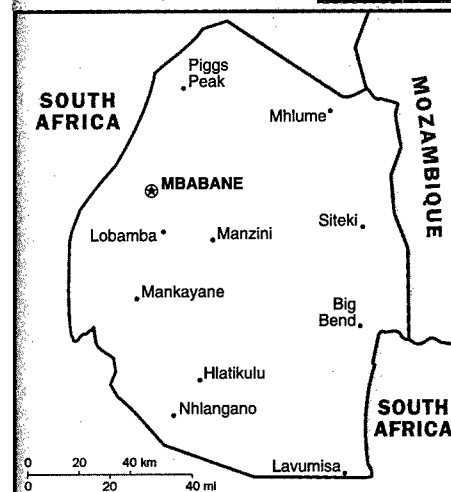 Piggs
Peak
SOUTH
AFRICA
MOZAMBIQUE
Mhlume
MBABANE
Lobamba
Manzini
Siteki
Mankayane
Big
Bend
Hlatikulu
Nhlangano
SOUTH
AFRICA
Lavumisa
0 20 40 km
0 20 40 mi